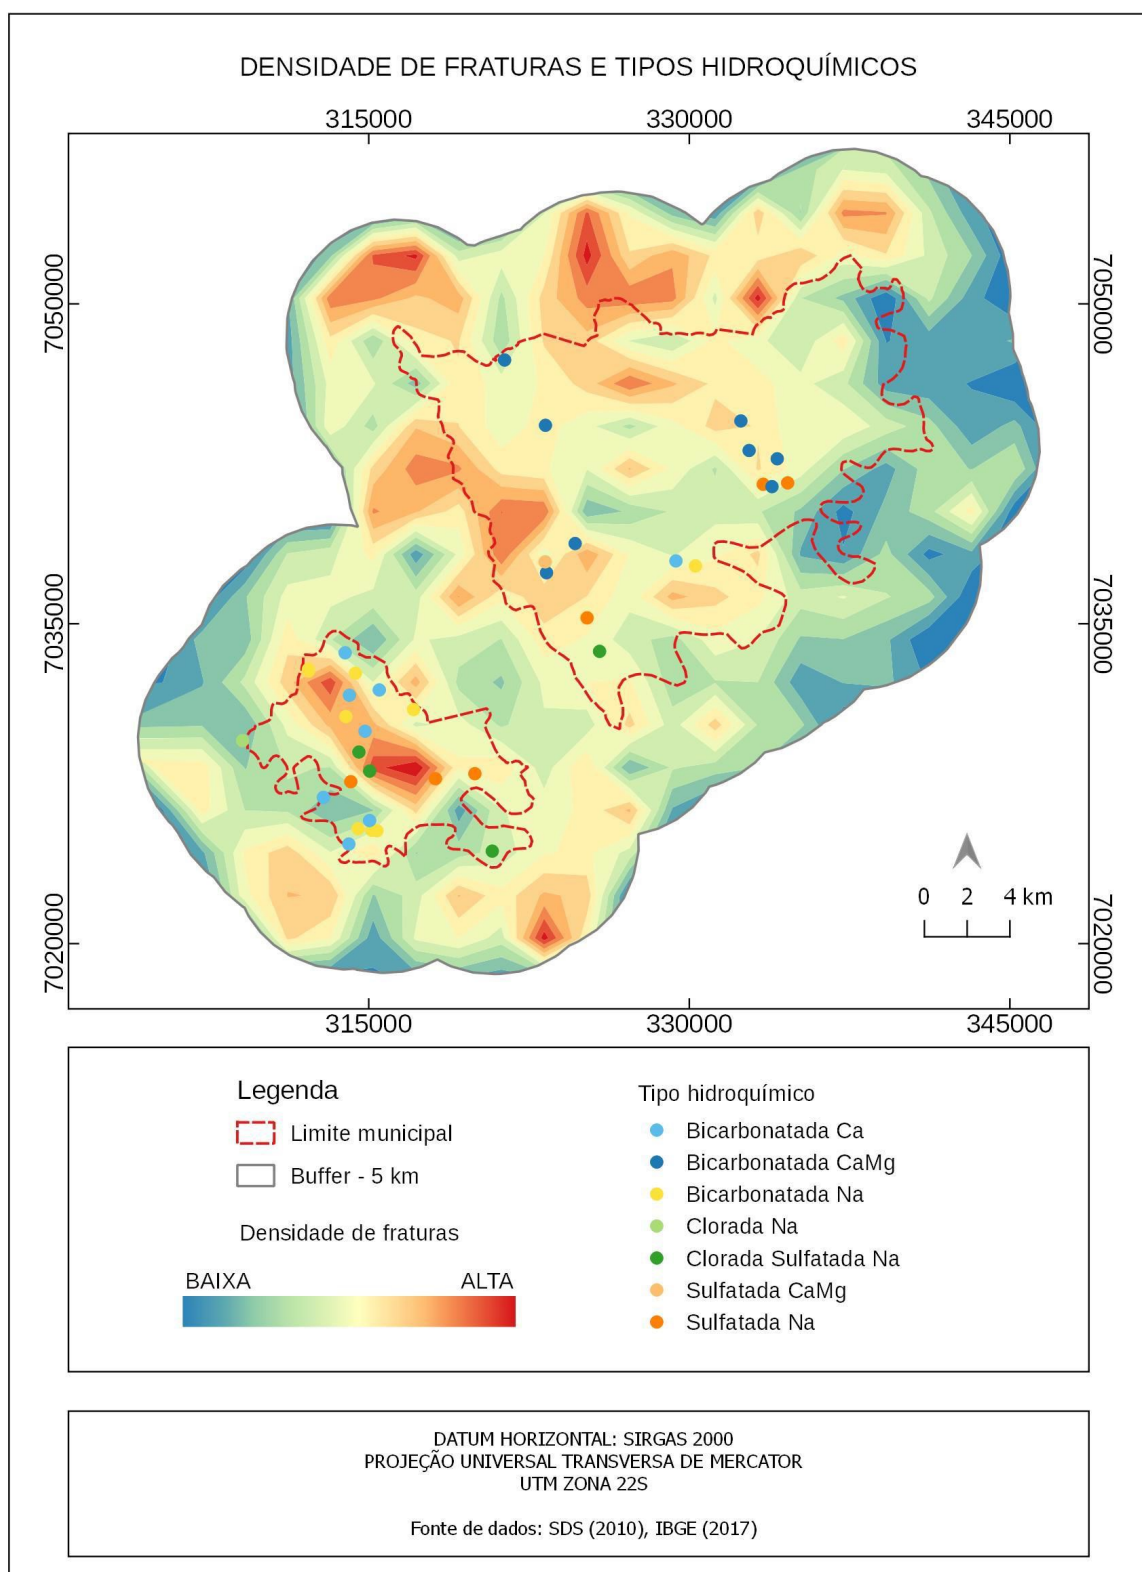 DENSIDADE DE FRATURAS E TIPOS HIDROQUÍMICOS
315000 330000 345000
7050000 7050000
7035000 7035000
7020000 7020000
0 2 4 km
315000 330000 345000
Legenda
Limite municipal
Buffer - 5 km
Densidade de fraturas
BAIXA ALTA
Tipo hidroquímico
Bicarbonatada Ca
Bicarbonatada CaMg
Bicarbonatada Na
Clorada Na
Clorada Sulfatada Na
Sulfatada CaMg
Sulfatada Na
DATUM HORIZONTAL: SIRGAS 2000
PROJEÇÃO UNIVERSAL TRANSVERSA DE MERCATOR
UTM ZONA 22S
Fonte de dados: SDS (2010), IBGE (2017)